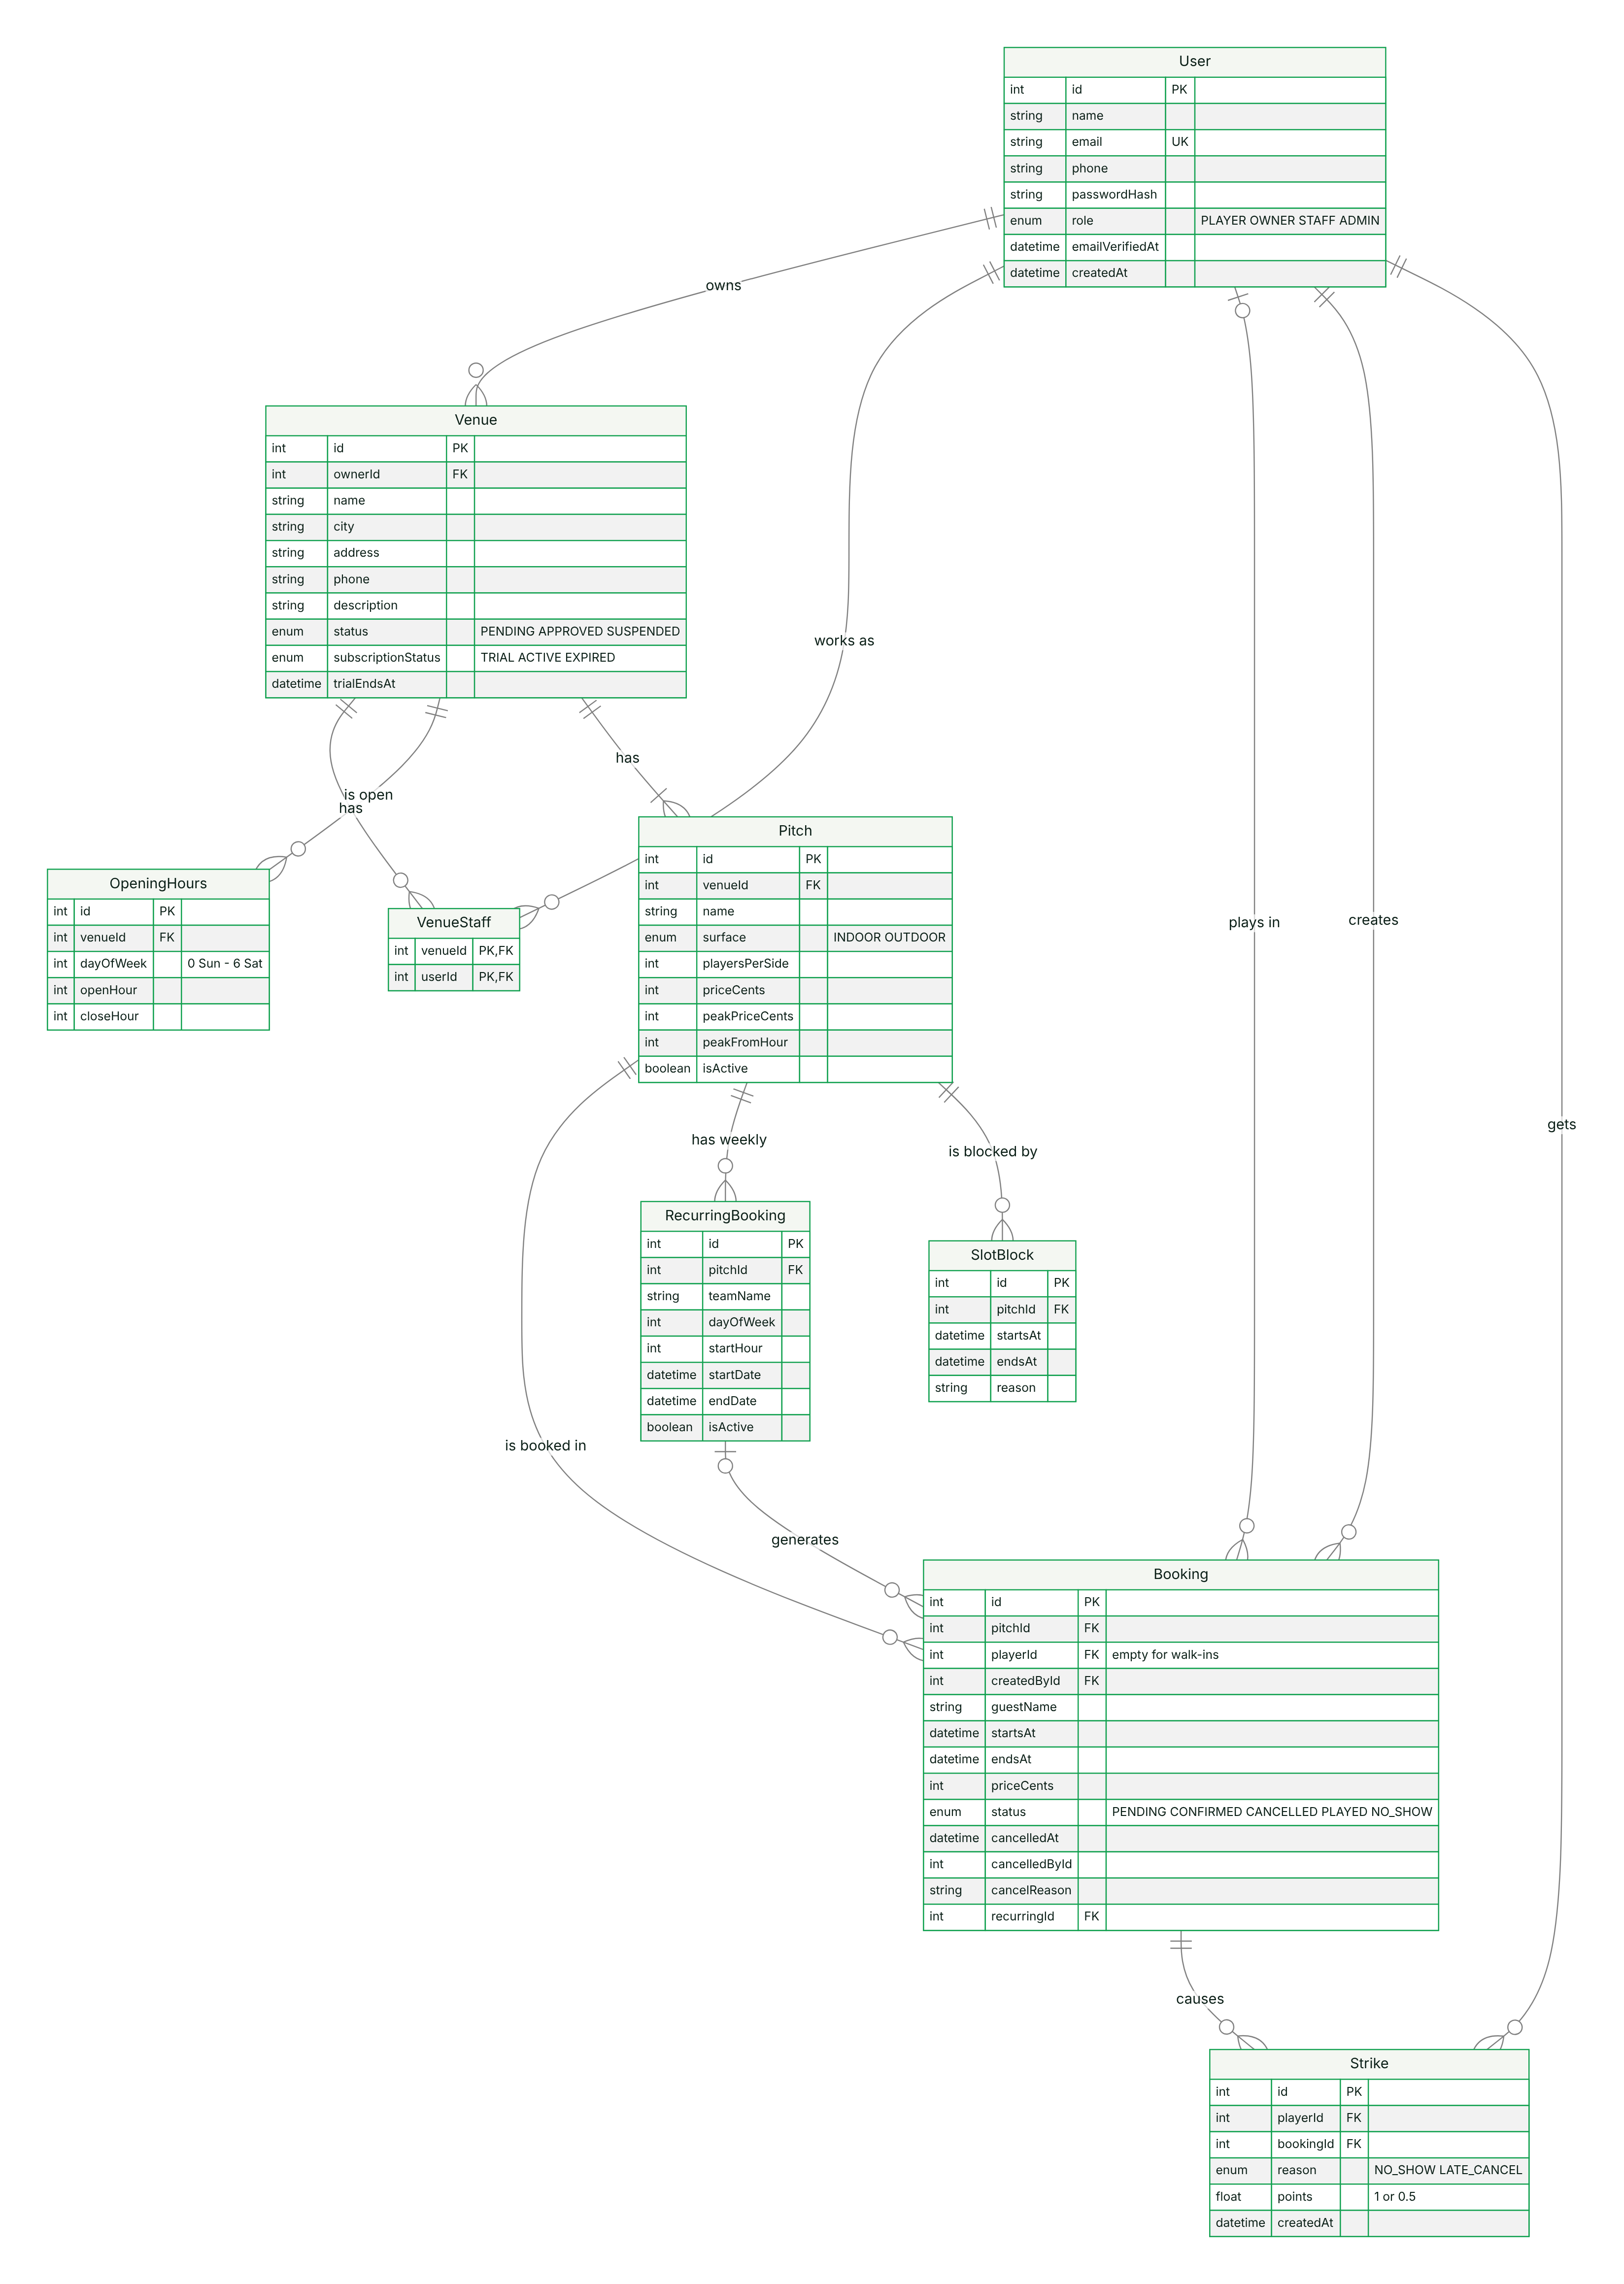 User
int id PK
string name
string email UK
string phone
string passwordHash
enum role PLAYER OWNER STAFF ADMIN
datetime emailVerifiedAt
datetime createdAt
owns
works as
plays in
creates
gets
Venue
int id PK
int ownerId FK
string name
string city
string address
string phone
string description
enum status PENDING APPROVED SUSPENDED
enum subscriptionStatus TRIAL ACTIVE EXPIRED
datetime trialEndsAt
is open
has
has
OpeningHours
int id PK
int venueId FK
int dayOfWeek 0 Sun - 6 Sat
int openHour
int closeHour
VenueStaff
int venueId PK,FK
int userId PK,FK
Pitch
int id PK
int venueId FK
string name
enum surface INDOOR OUTDOOR
int playersPerSide
int priceCents
int peakPriceCents
int peakFromHour
boolean isActive
has weekly
is blocked by
is booked in
RecurringBooking
int id PK
int pitchId FK
string teamName
int dayOfWeek
int startHour
datetime startDate
datetime endDate
boolean isActive
SlotBlock
int id PK
int pitchId FK
datetime startsAt
datetime endsAt
string reason
generates
Booking
int id PK
int pitchId FK
int playerId FK empty for walk-ins
int createdById FK
string guestName
datetime startsAt
datetime endsAt
int priceCents
enum status PENDING CONFIRMED CANCELLED PLAYED NO_SHOW
datetime cancelledAt
int cancelledById
string cancelReason
int recurringId FK
causes
Strike
int id PK
int playerId FK
int bookingId FK
enum reason NO_SHOW LATE_CANCEL
float points 1 or 0.5
datetime createdAt